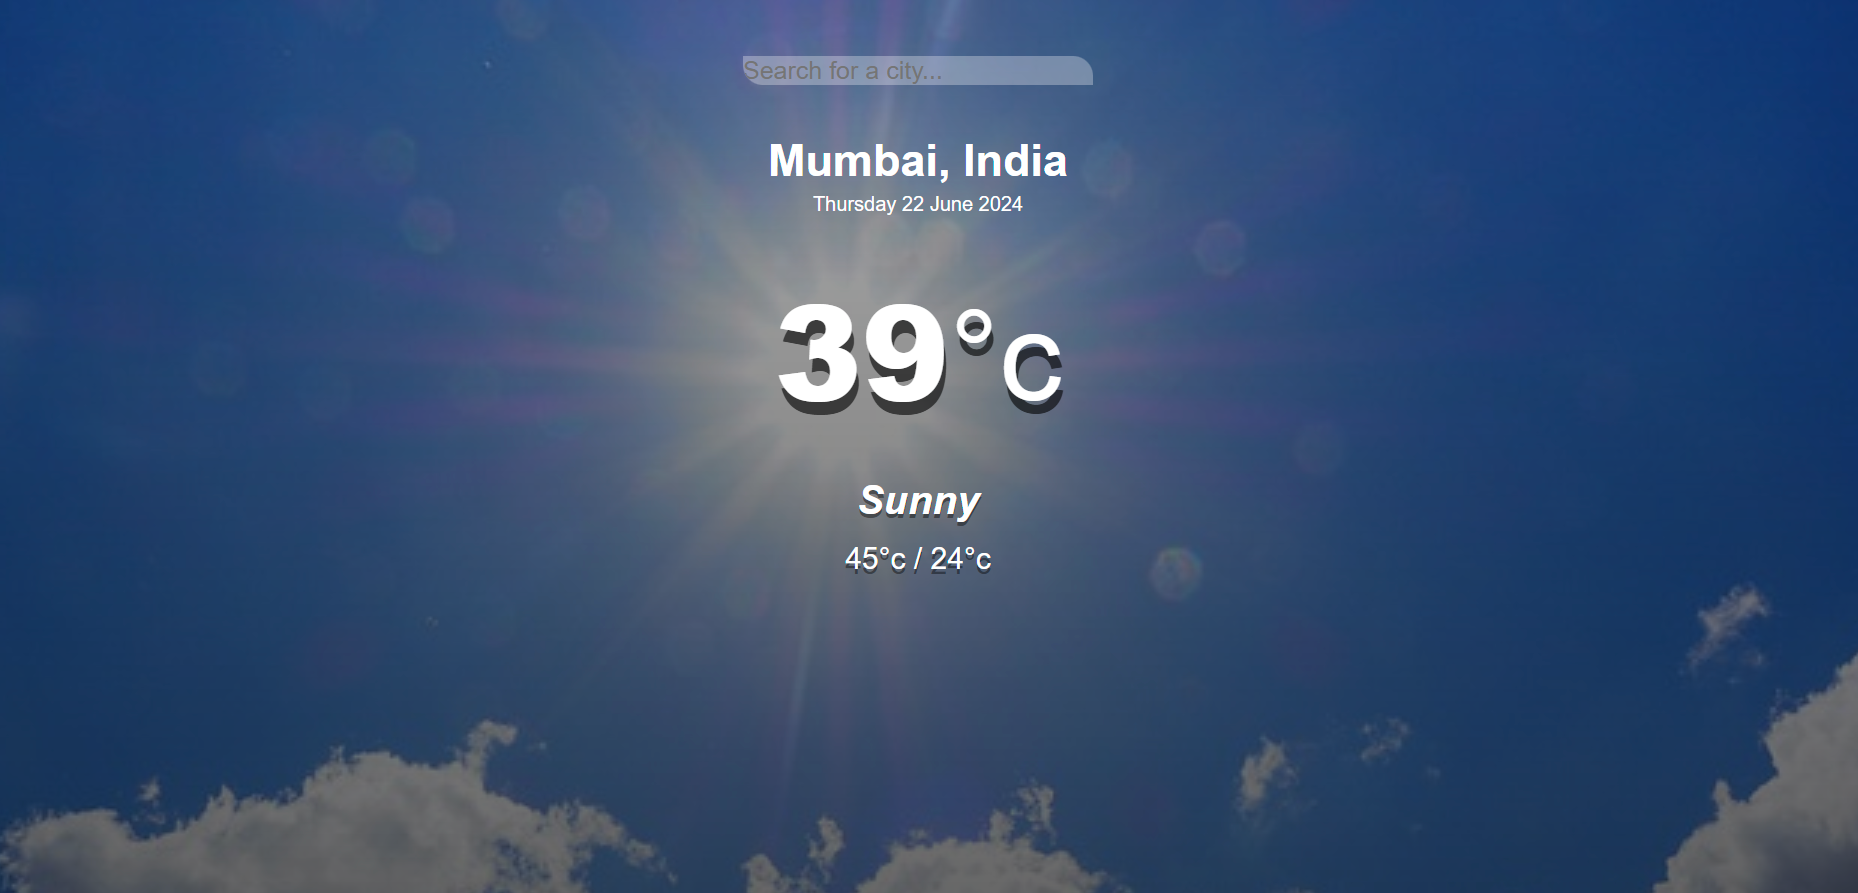 Search for a city...
Mumbai, India
Thursday 22 June 2024
39°c
Sunny
45°c / 24°c